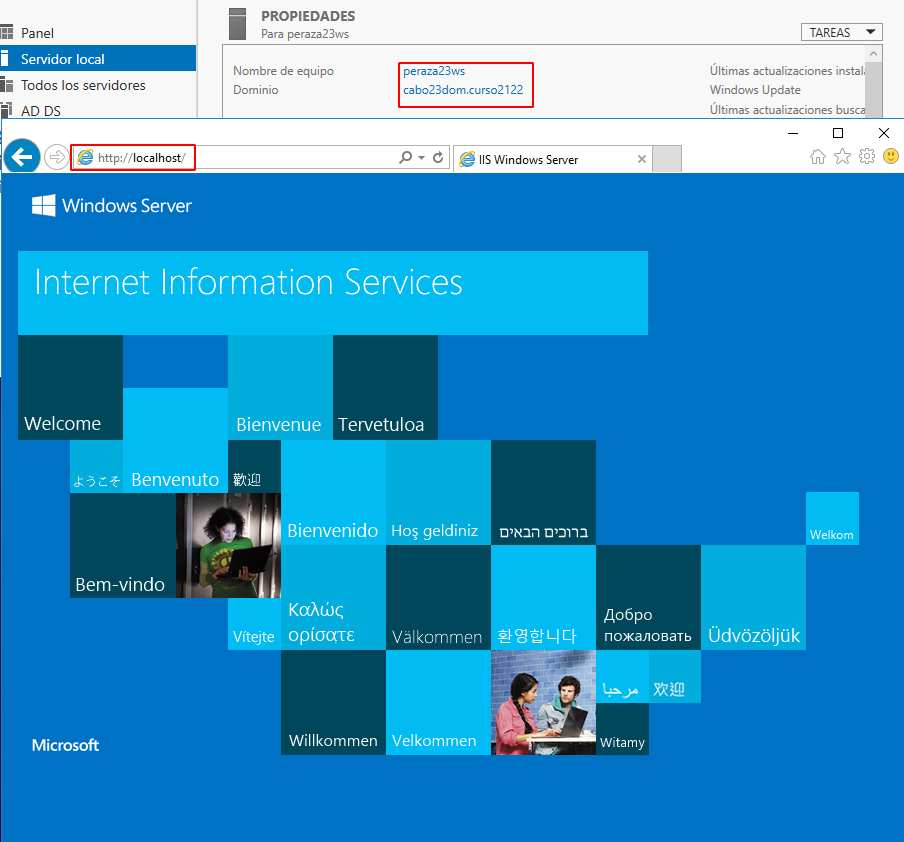 PROPIEDADES
Para peraza23ws
TAREAS
Panel
Servidor local
Todos los servidores
AD DS
Nombre de equipo
peraza23ws
Últimas actualizaciones instal
Dominio
cabo23dom.curso2122
Windows Update
Últimas actualizaciones busca
http://localhost/
IIS Windows Server
Windows Server
Internet Information Services
Welcome
Bienvenue
Tervetuloa
ようこそ
Benvenuto
歡迎
Bienvenido
Hoş geldiniz
ברוכים הבאים
Welkom
Bem-vindo
Vítejte
Καλώς
ορίσατε
Välkommen
환영합니다
Добро
пожаловать
Üdvözöljük
Willkommen
Velkommen
مرحبا
欢迎
Witamy
Microsoft